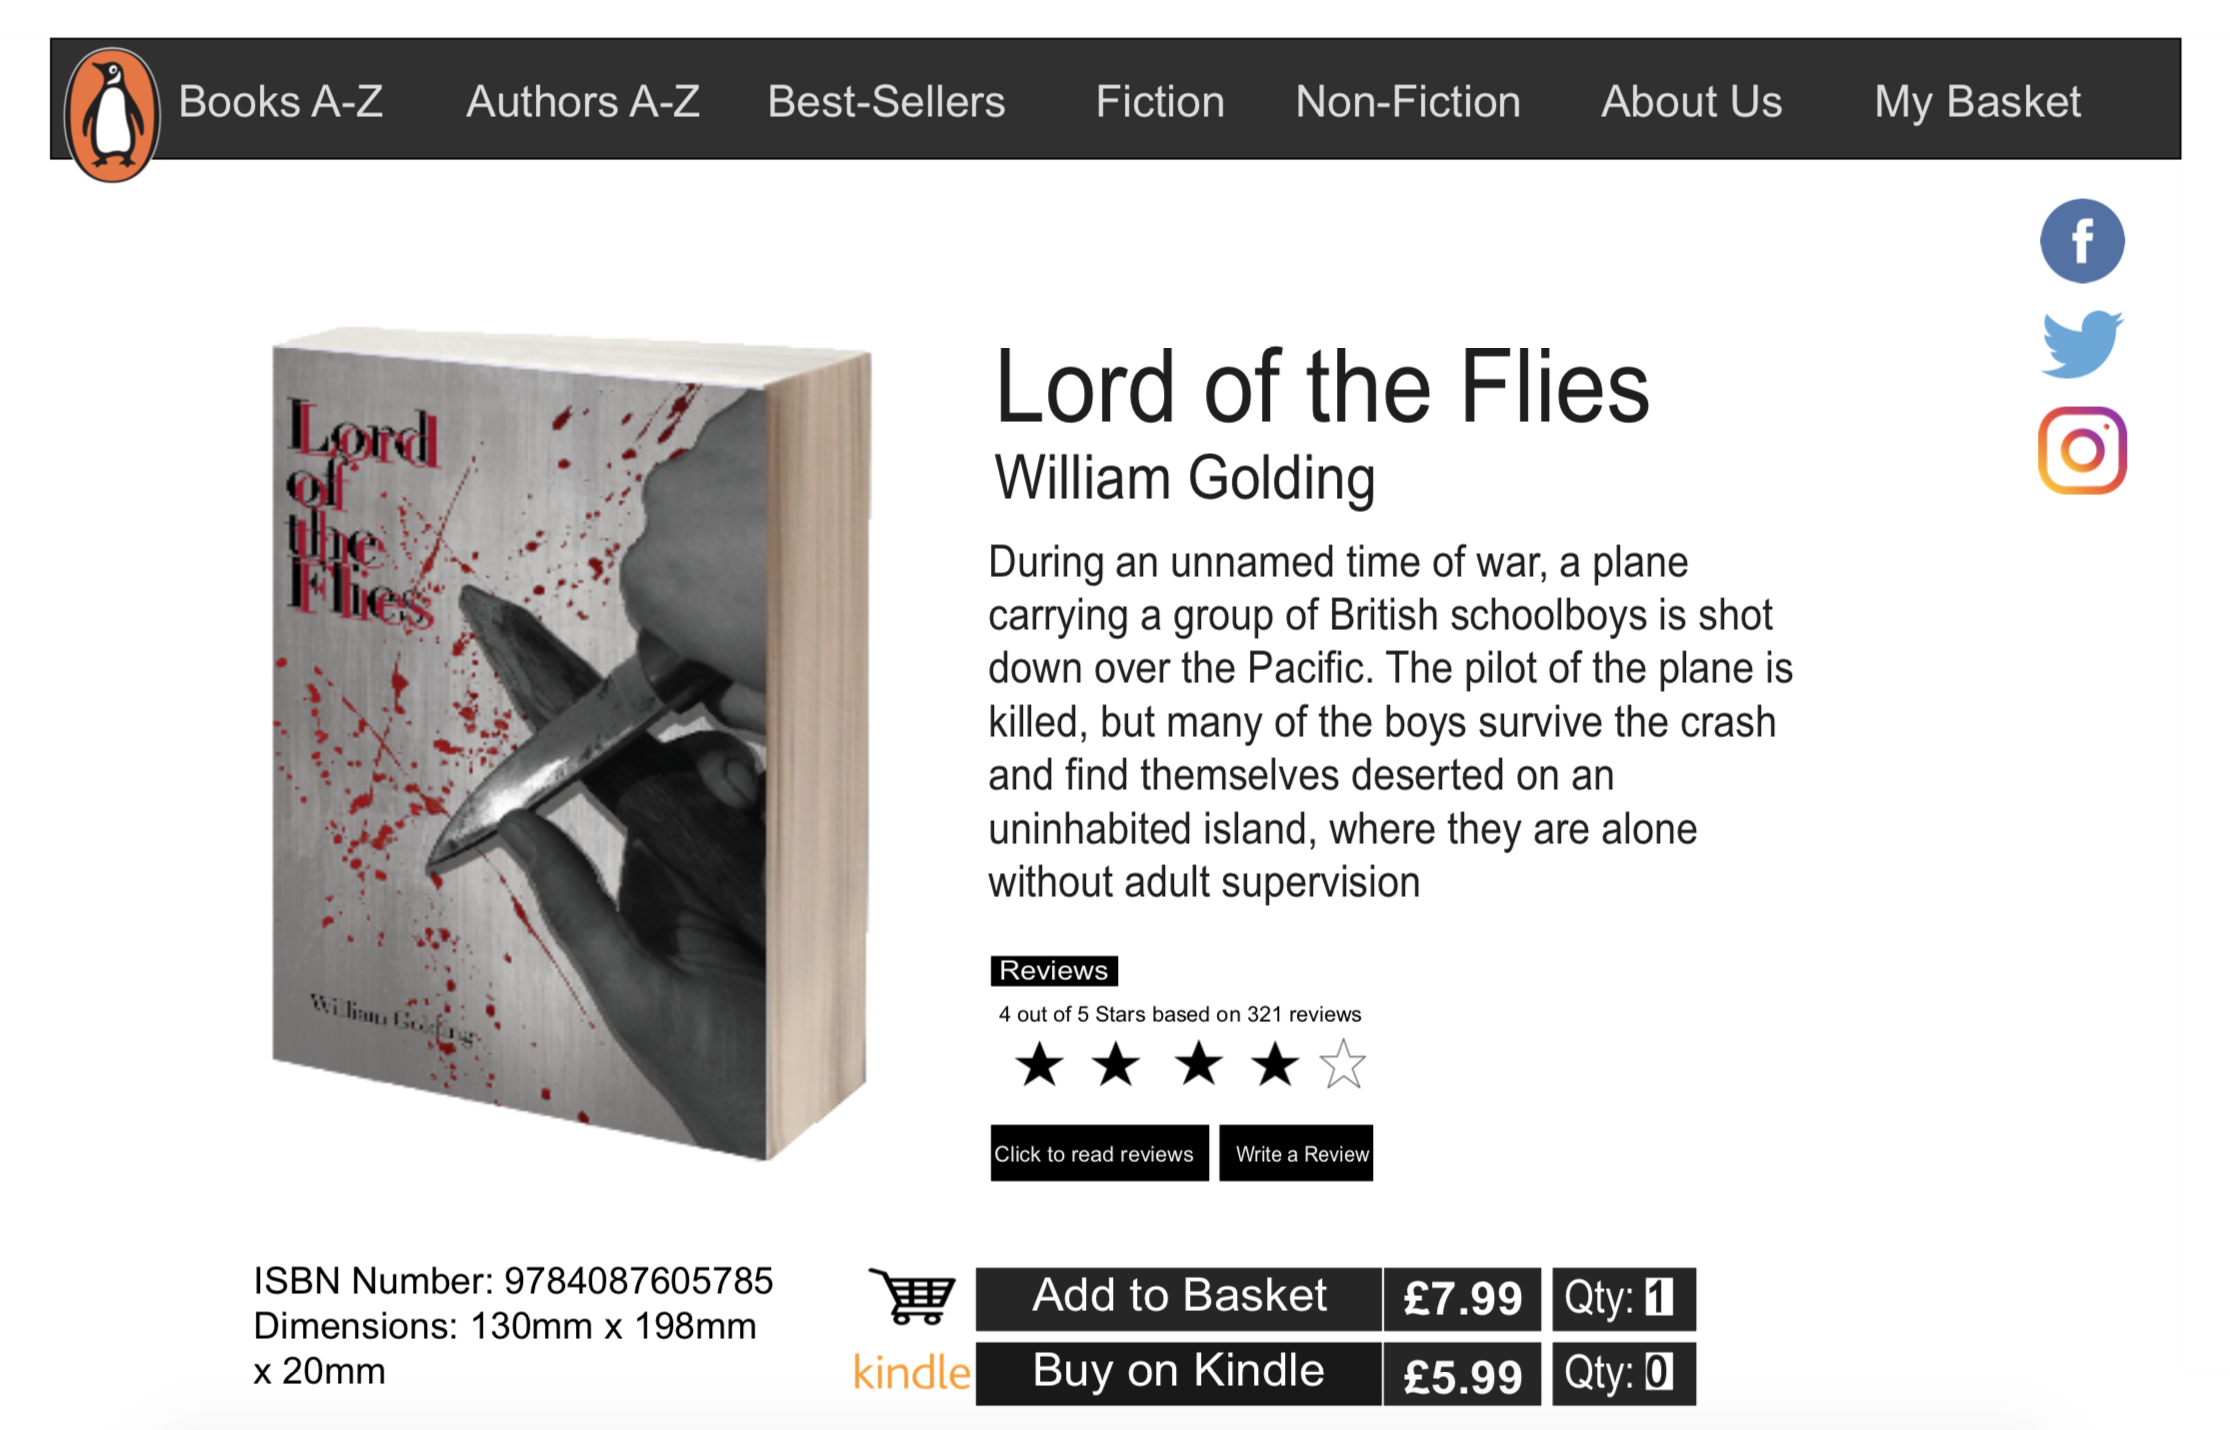 Books A-Z Authors A-Z Best-Sellers Fiction Non-Fiction About Us My Basket
f
Lord
of
the
Flies
William Golding
Lord of the Flies
William Golding
During an unnamed time of war, a plane
carrying a group of British schoolboys is shot
down over the Pacific. The pilot of the plane is
killed, but many of the boys survive the crash
and find themselves deserted on an
uninhabited island, where they are alone
without adult supervision
Reviews
4 out of 5 Stars based on 321 reviews
Click to read reviews Write a Review
ISBN Number: 9784087605785
Dimensions: 130mm x 198mm
x 20mm
Add to Basket £7.99 Qty: 1
kindle Buy on Kindle £5.99 Qty: 0